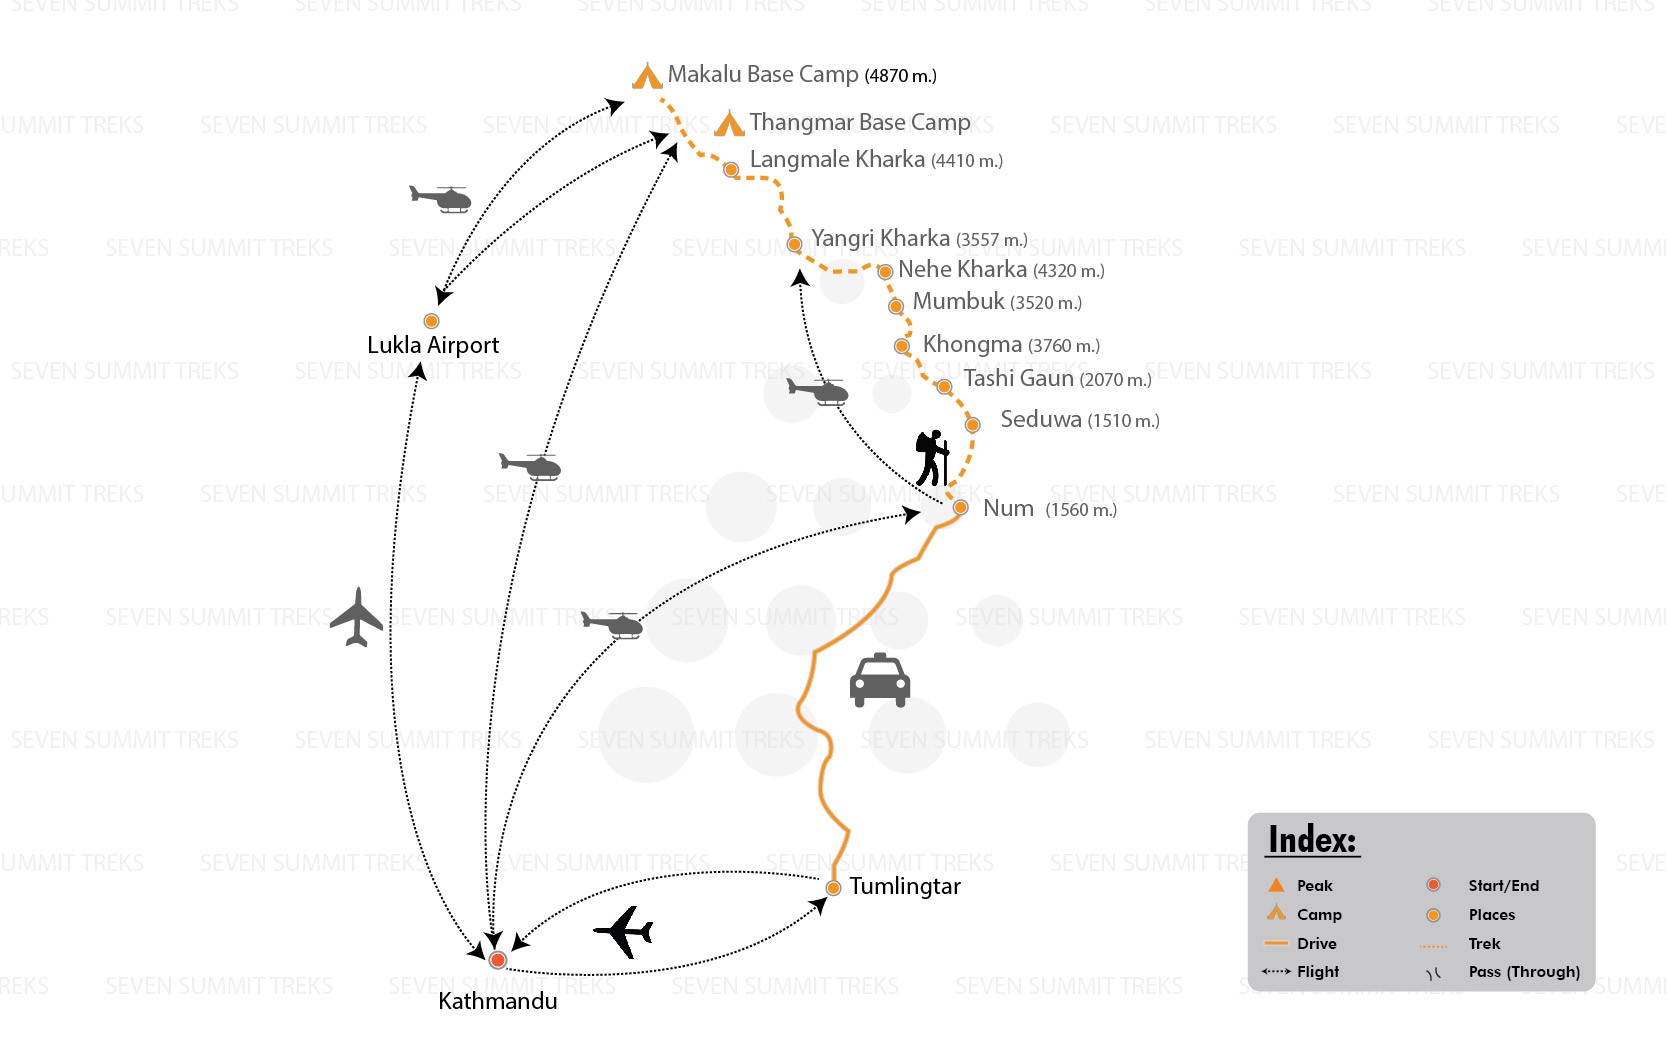 Makalu Base Camp (4870 m.)
Thangmar Base Camp
Langmale Kharka (4410 m.)
Yangri Kharka (3557 m.)
Nehe Kharka (4320 m.)
Mumbuk (3520 m.)
Lukla Airport
Khongma (3760 m.)
Tashi Gaun (2070 m.)
Seduwa (1510 m.)
Num (1560 m.)
Tumlingtar
Kathmandu
Index:
Peak
Start/End
Camp
Places
Drive
Trek
Flight
Pass (Through)
SEVEN SUMMIT TREKS